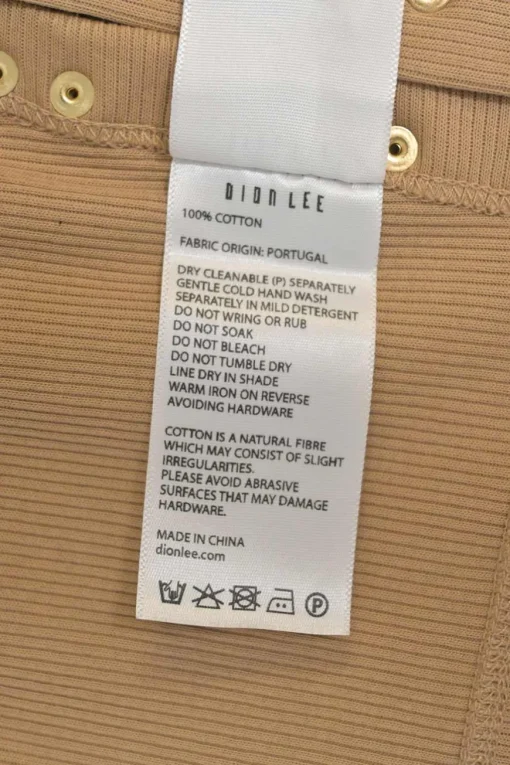 DION LEE
100% COTTON
FABRIC ORIGIN: PORTUGAL
DRY CLEANABLE (P) SEPARATELY
GENTLE COLD HAND WASH
SEPARATELY IN MILD DETERGENT
DO NOT WRING OR RUB
DO NOT SOAK
DO NOT BLEACH
DO NOT TUMBLE DRY
LINE DRY IN SHADE
WARM IRON ON REVERSE
AVOIDING HARDWARE
COTTON IS A NATURAL FIBRE
WHICH MAY CONSIST OF SLIGHT
IRREGULARITIES.
PLEASE AVOID ABRASIVE
SURFACES THAT MAY DAMAGE
HARDWARE.
MADE IN CHINA
dionlee.com
P